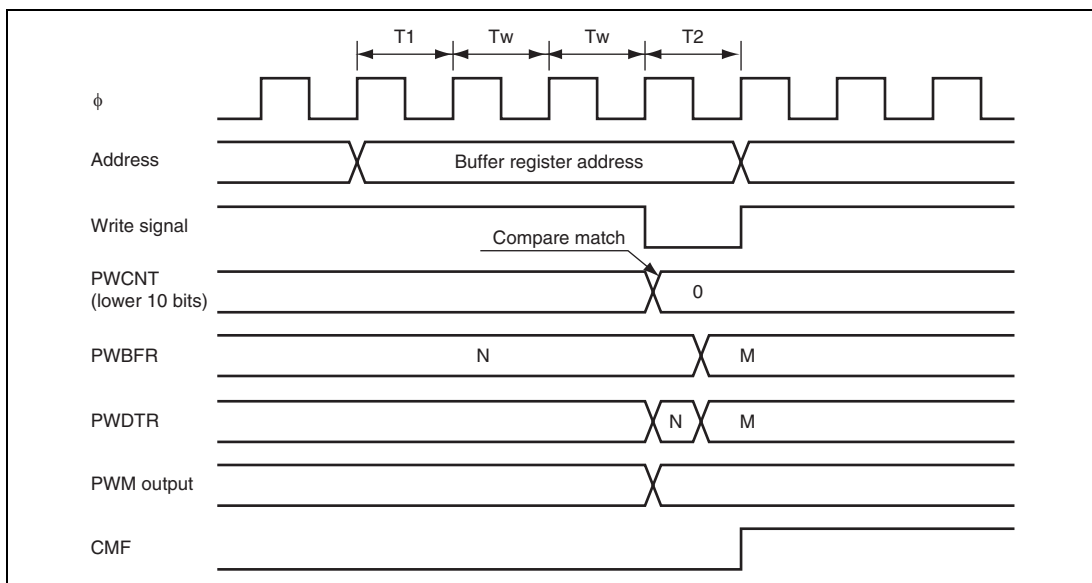 T1 Tw Tw T2
ϕ
Address Buffer register address
Write signal
Compare match
PWCNT
(lower 10 bits) 0
PWBFR N M
PWDTR N M
PWM output
CMF